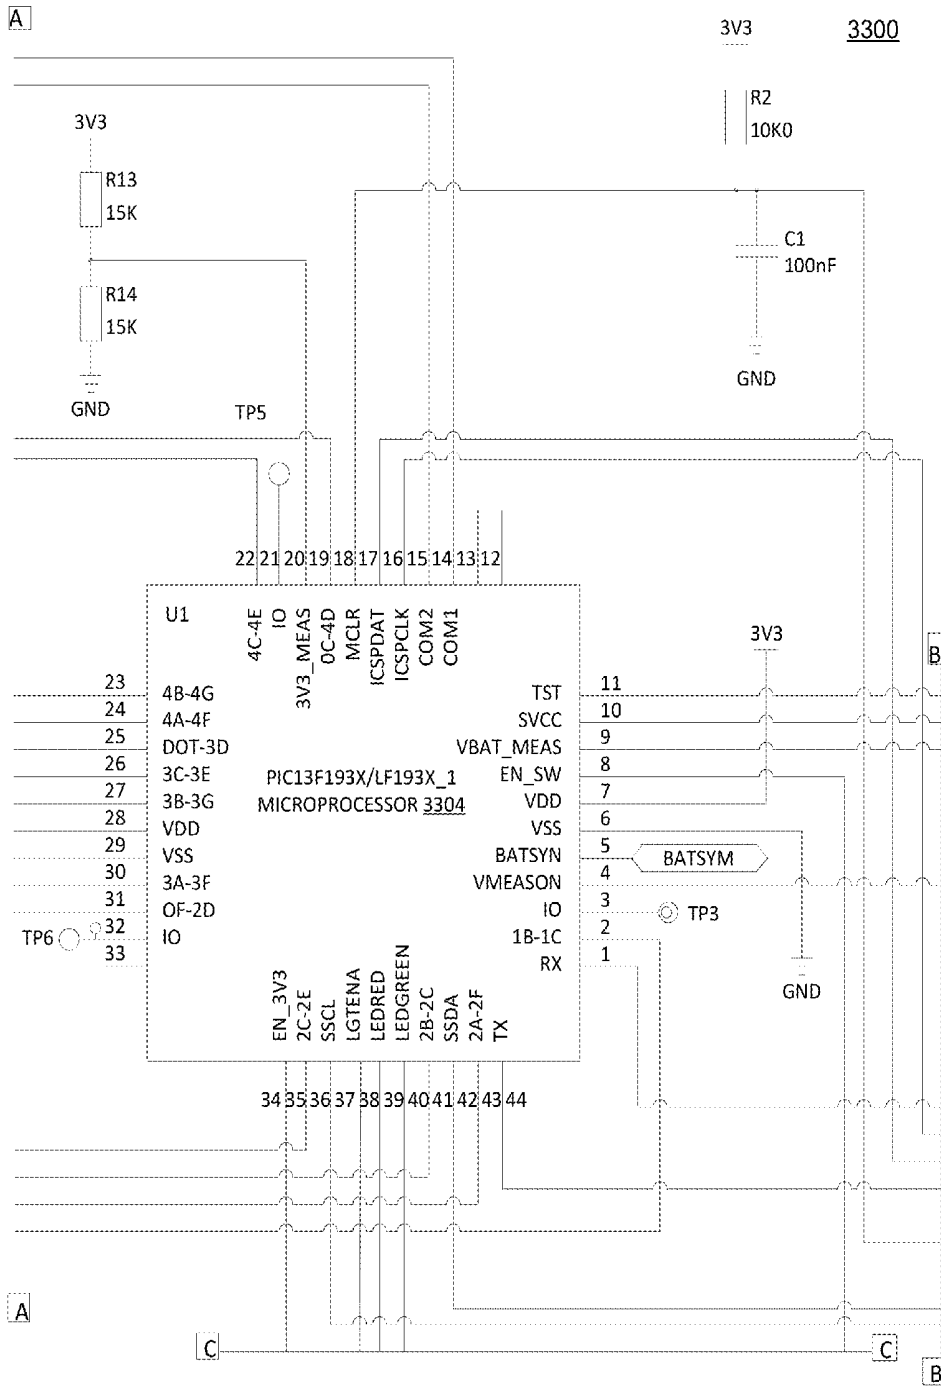 A
3V3
3300
R2
10K0
3V3
R13
15K
C1
100nF
R14
15K
GND
GND
TP5
22 21 20 19 18 17 16 15 14 13 12
U1
4C-4E
IO
3V3_MEAS
0C-4D
MCLR
ICSPDAT
ICSPCLK
COM2
COM1
3V3
B
23
4B-4G
TST
11
24
4A-4F
SVCC
10
25
DOT-3D
VBAT_MEAS
9
26
3C-3E
PIC13F193X/LF193X_1
EN_SW
8
27
3B-3G
MICROPROCESSOR 3304
VDD
7
28
VDD
VSS
6
29
VSS
BATSYN
5
BATSYM
30
3A-3F
VMEASON
4
31
OF-2D
IO
3
TP3
TP6
32
IO
1B-1C
2
33
RX
1
GND
EN_3V3
2C-2E
SSCL
LGTENA
LEDRED
LEDGREEN
2B-2C
SSDA
2A-2F
TX
34 35 36 37 38 39 40 41 42 43 44
A
C
C
B